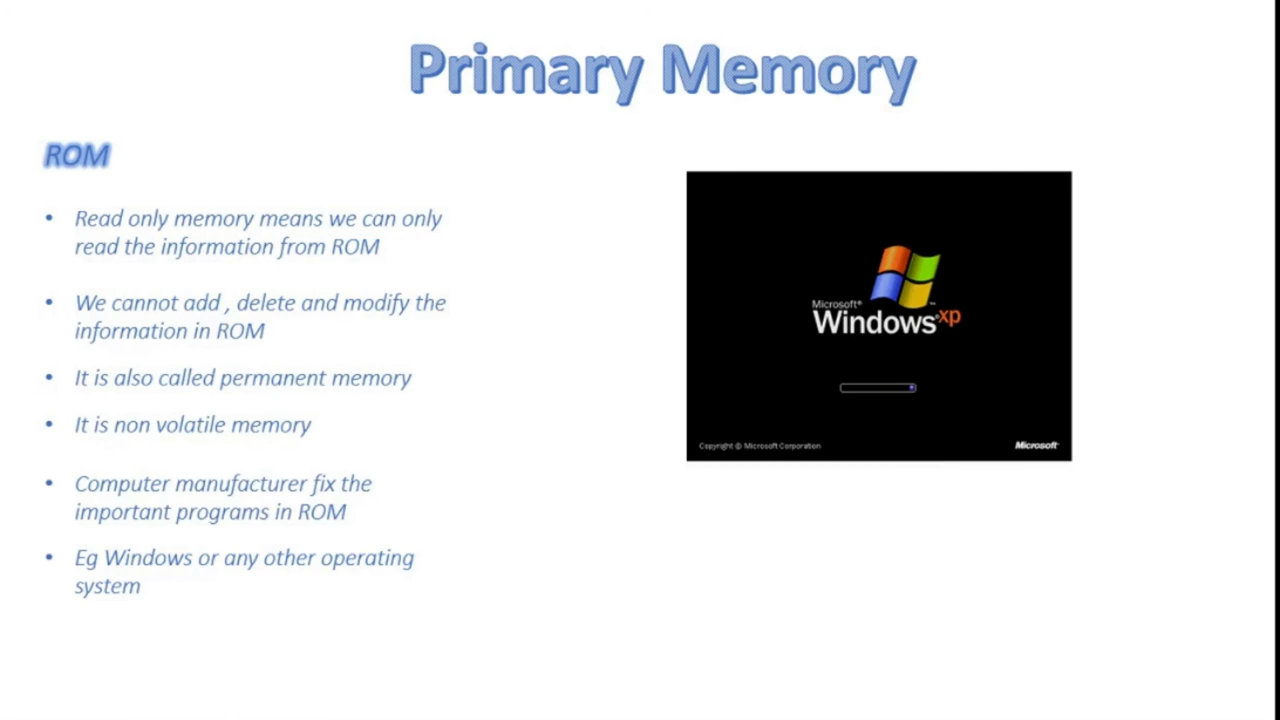 Primary Memory
ROM
• Read only memory means we can only
read the information from ROM
• We cannot add , delete and modify the
information in ROM
• It is also called permanent memory
• It is non volatile memory
• Computer manufacturer fix the
important programs in ROM
• Eg Windows or any other operating
system
Microsoft®
Windows xp
Copyright © Microsoft Corporation
Microsoft